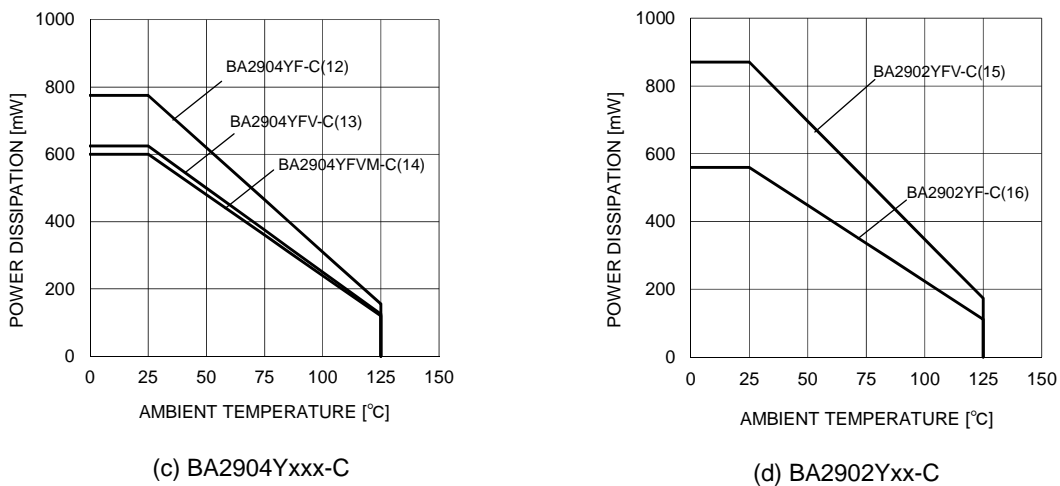 1000
800
600
400
200
0
POWER DISSIPATION [mW]
BA2904YF-C(12)
BA2904YFV-C(13)
BA2904YFVM-C(14)
0 25 50 75 100 125 150
AMBIENT TEMPERATURE [℃]
(c) BA2904Yxxx-C
1000
800
600
400
200
0
POWER DISSIPATION [mW]
BA2902YFV-C(15)
BA2902YF-C(16)
0 25 50 75 100 125 150
AMBIENT TEMPERATURE [℃]
(d) BA2902Yxx-C